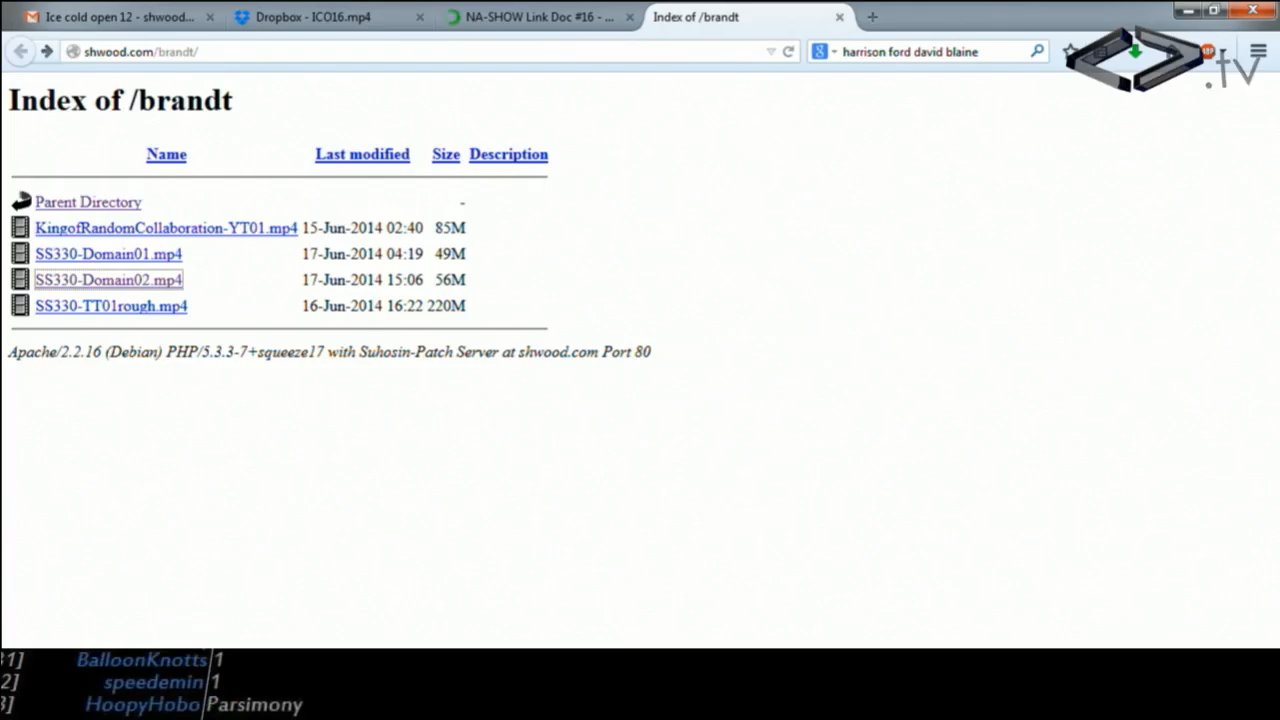 Ice cold open 12 - shwood...
Dropbox - ICO16.mp4
NA-SHOW Link Doc #16 - ...
Index of /brandt
shwood.com/brandt/
harrison ford david blaine
.tv
Index of /brandt
Name Last modified Size Description
Parent Directory -
KingofRandomCollaboration-YT01.mp4 15-Jun-2014 02:40 85M
SS330-Domain01.mp4 17-Jun-2014 04:19 49M
SS330-Domain02.mp4 17-Jun-2014 15:06 56M
SS330-TT01rough.mp4 16-Jun-2014 16:22 220M
Apache/2.2.16 (Debian) PHP/5.3.3-7+squeeze17 with Suhosin-Patch Server at shwood.com Port 80
1] BalloonKnotts 1
2] speedemin 1
3] HoopyHobo Parsimony